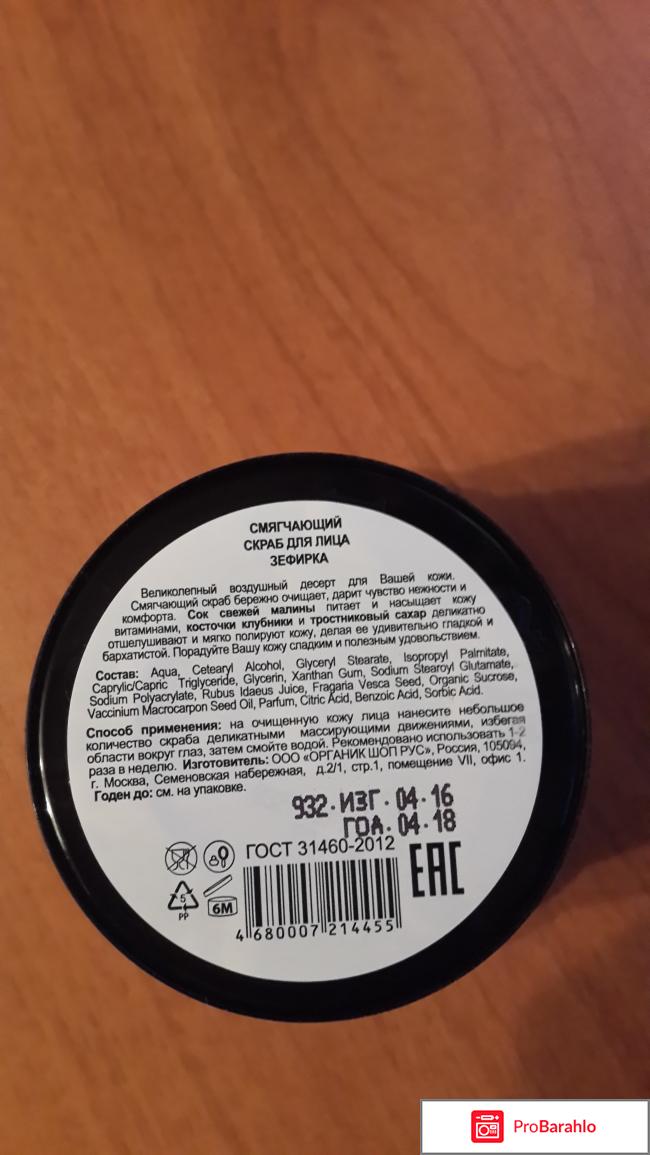 СМЯГЧАЮЩИЙ
СКРАБ ДЛЯ ЛИЦА
ЗЕФИРКА
Великолепный воздушный десерт для Вашей кожи.
Смягчающий скраб бережно очищает, дарит чувство нежности и
комфорта. Сок свежей малины питает и насыщает кожу
витаминами, косточки клубники и тростниковый сахар деликатно
отшелушивают и мягко полируют кожу, делая ее удивительно гладкой и
бархатистой. Порадуйте Вашу кожу сладким и полезным удовольствием.
Состав: Aqua, Cetearyl Alcohol, Glyceryl Stearate, Isopropyl Palmitate,
Caprylic/Capric Triglyceride, Glycerin, Xanthan Gum, Sodium Stearoyl Glutamate,
Sodium Polyacrylate, Rubus Idaeus Juice, Fragaria Vesca Seed, Organic Sucrose,
Vaccinium Macrocarpon Seed Oil, Parfum, Citric Acid, Benzoic Acid, Sorbic Acid.
Способ применения: на очищенную кожу лица нанесите небольшое
количество скраба деликатными массирующими движениями, избегая
области вокруг глаз, затем смойте водой. Рекомендовано использовать 1-2
раза в неделю. Изготовитель: ООО «ОРГАНИК ШОП РУС», Россия, 105094,
г. Москва, Семеновская набережная, д.2/1, стр.1, помещение VII, офис 1.
Годен до: см. на упаковке.
932·ИЗГ·04·16
ГОД·04·18
ГОСТ 31460-2012
EAC
5
PP
6M
4 680007 214455
ProBarahlo